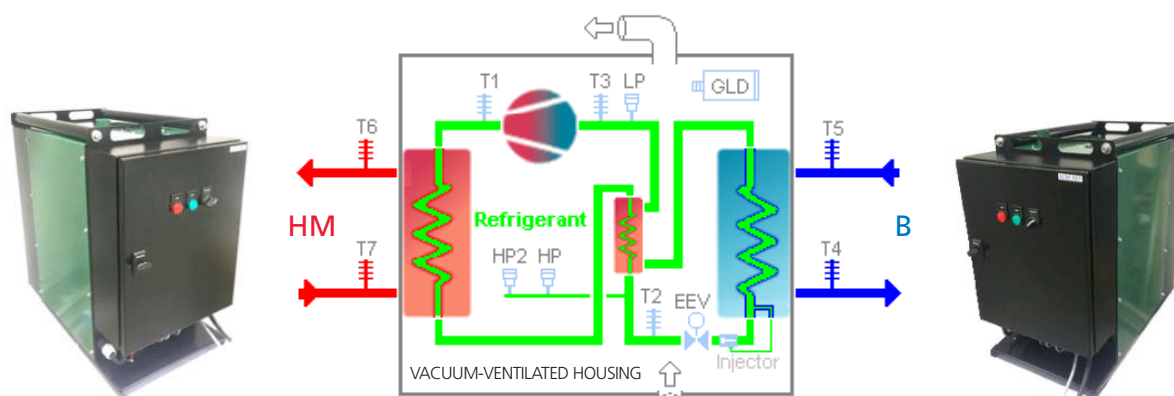 T1
T3
LP
GLD
T6
T5
HM
Refrigerant
B
T7
HP2
HP
T2
EEV
T4
Injector
VACUUM-VENTILATED HOUSING